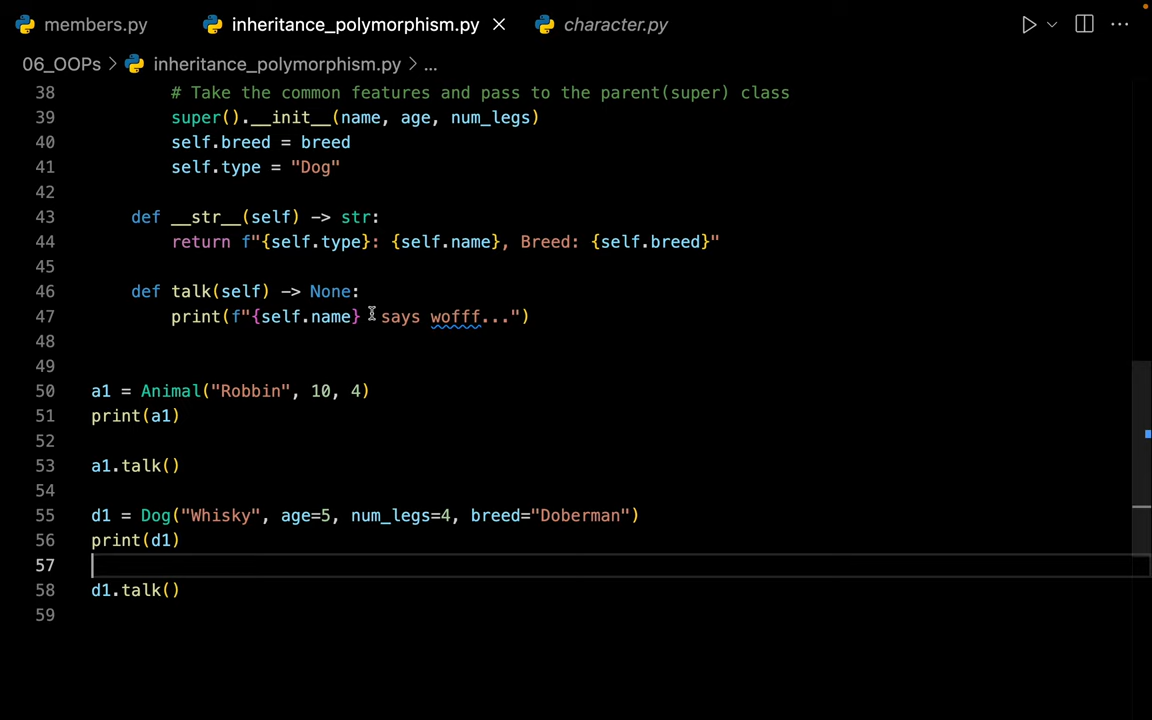 members.py inheritance_polymorphism.py character.py
06_OOPs > inheritance_polymorphism.py > ...
38 # Take the common features and pass to the parent(super) class
39 super().__init__(name, age, num_legs)
40 self.breed = breed
41 self.type = "Dog"
42
43 def __str__(self) -> str:
44 return f"{self.type}: {self.name}, Breed: {self.breed}"
45
46 def talk(self) -> None:
47 print(f"{self.name}  says wofff...")
48
49
50 a1 = Animal("Robbin", 10, 4)
51 print(a1)
52
53 a1.talk()
54
55 d1 = Dog("Whisky", age=5, num_legs=4, breed="Doberman")
56 print(d1)
57
58 d1.talk()
59